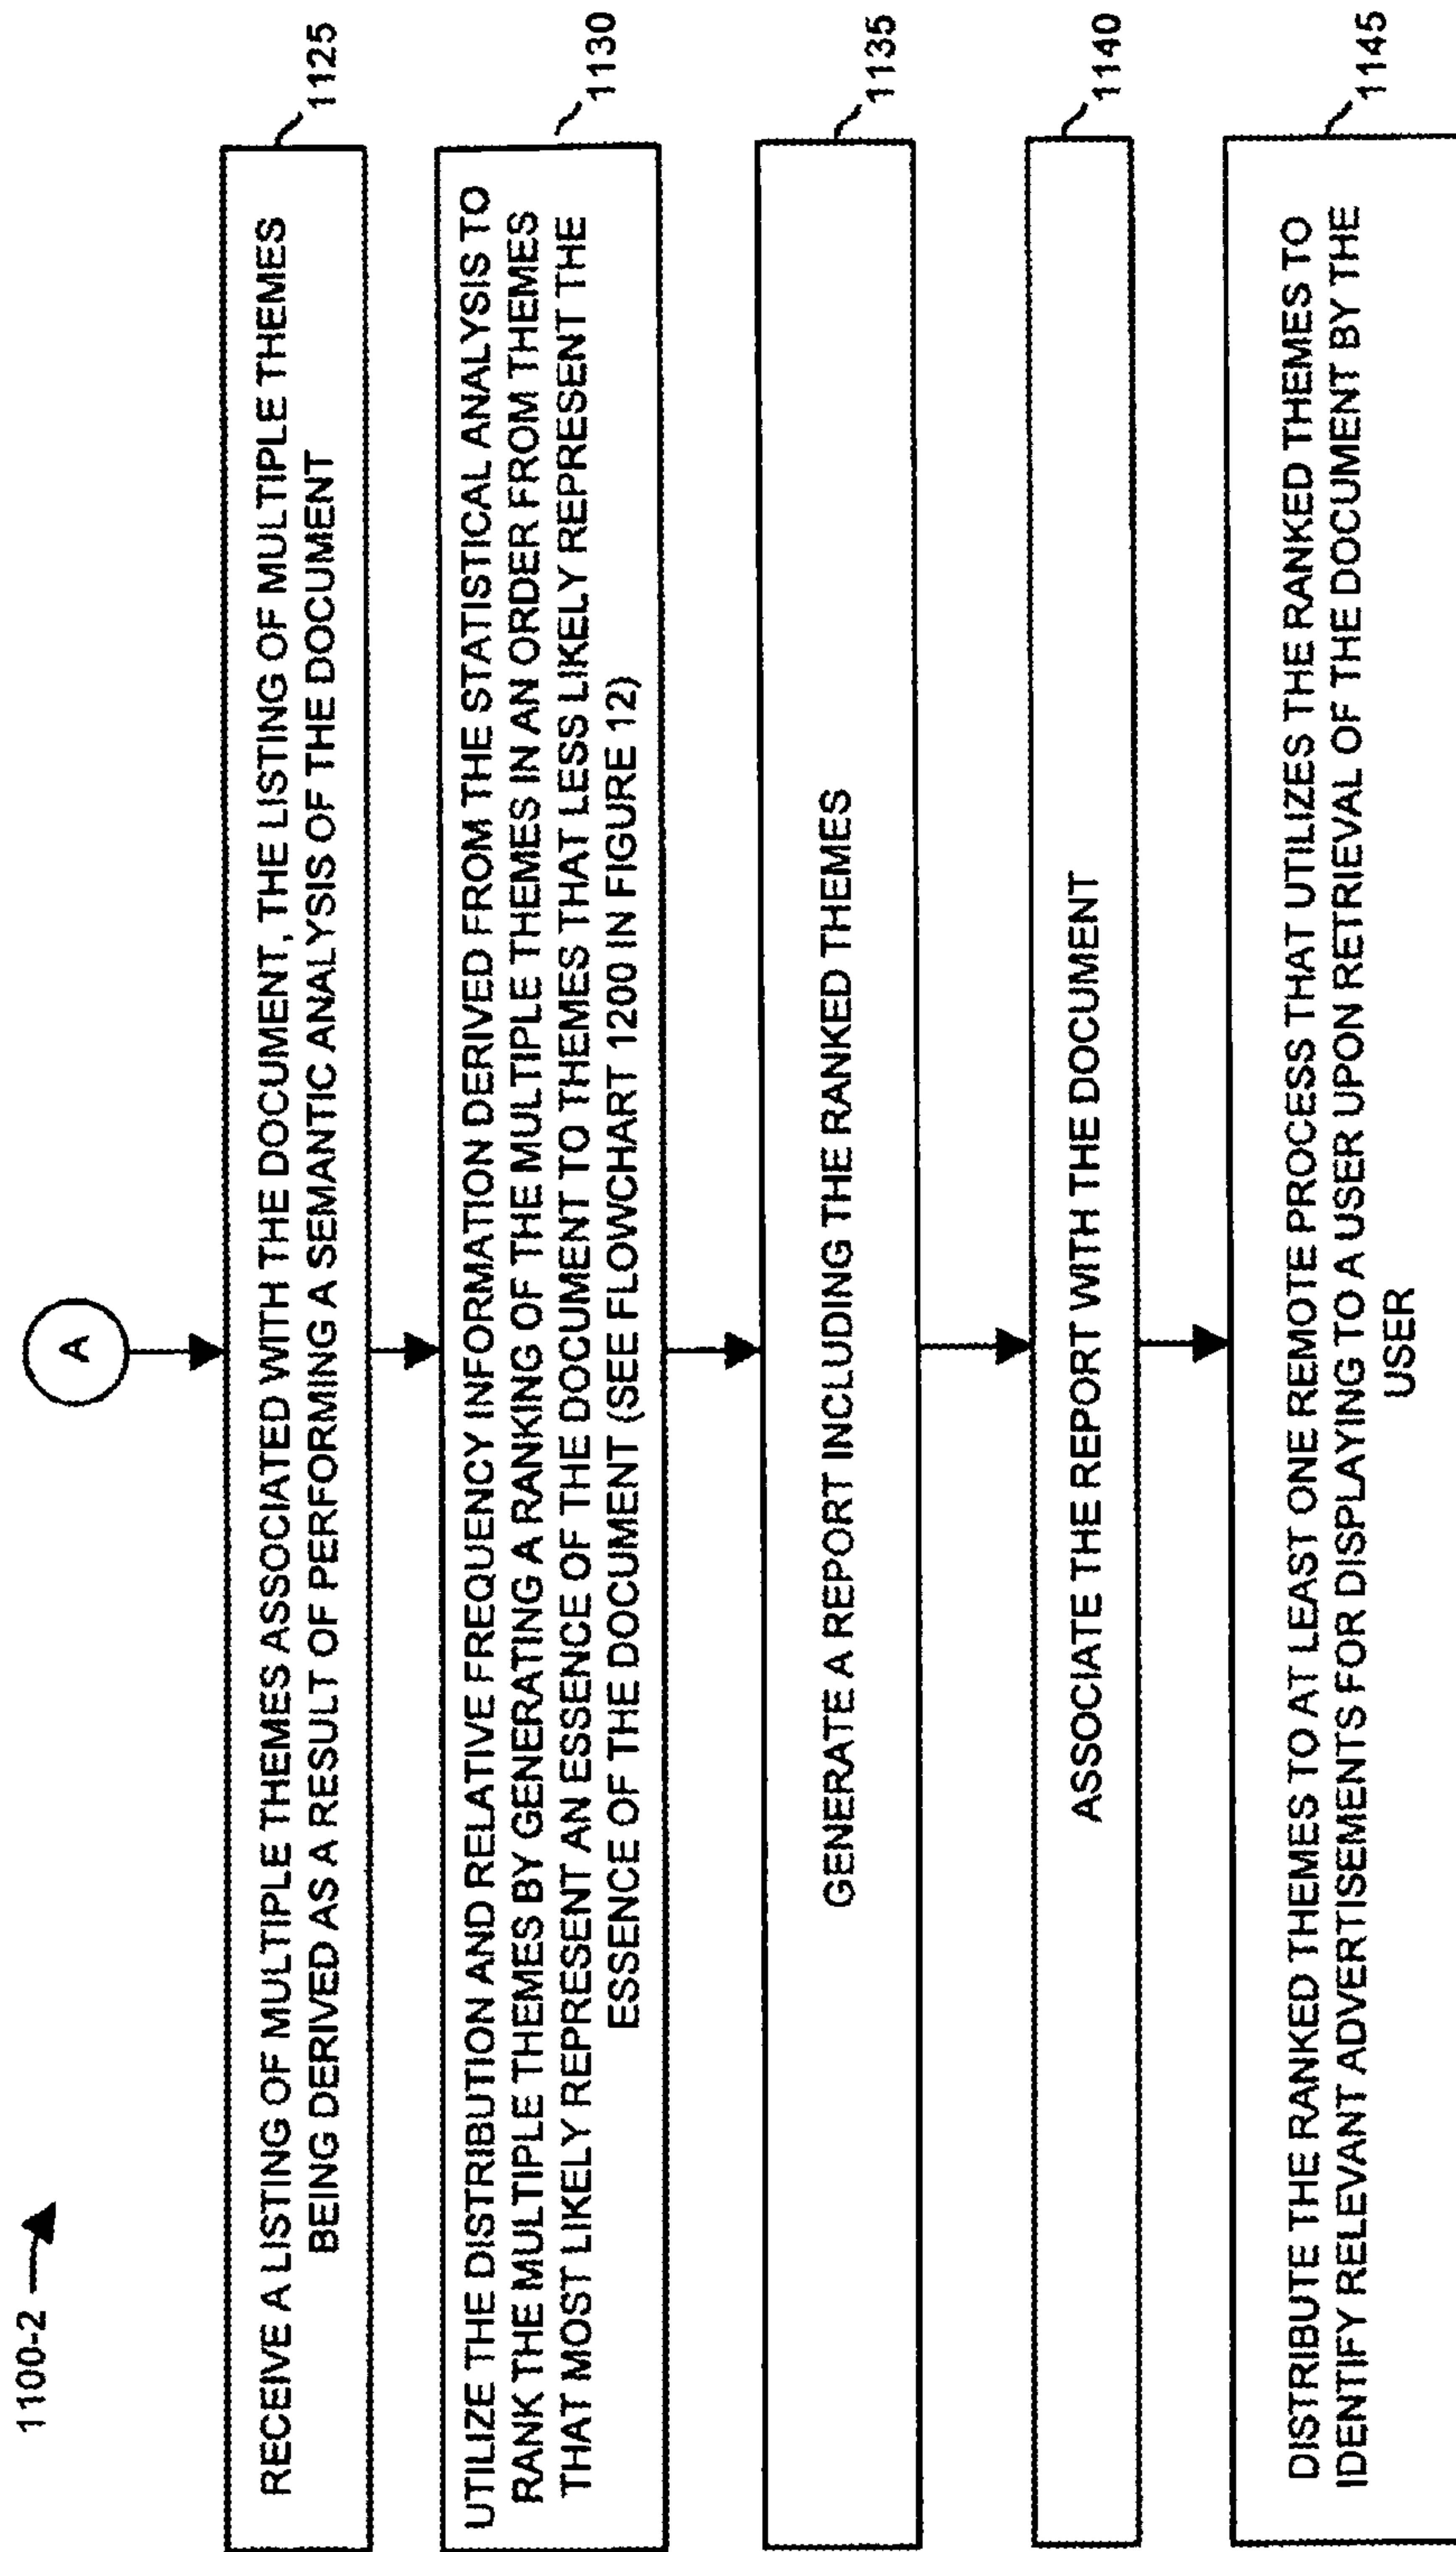 1100-2
A
RECEIVE A LISTING OF MULTIPLE THEMES ASSOCIATED WITH THE DOCUMENT, THE LISTING OF MULTIPLE THEMES
BEING DERIVED AS A RESULT OF PERFORMING A SEMANTIC ANALYSIS OF THE DOCUMENT
1125
UTILIZE THE DISTRIBUTION AND RELATIVE FREQUENCY INFORMATION DERIVED FROM THE STATISTICAL ANALYSIS TO
RANK THE MULTIPLE THEMES BY GENERATING A RANKING OF THE MULTIPLE THEMES IN AN ORDER FROM THEMES
THAT MOST LIKELY REPRESENT AN ESSENCE OF THE DOCUMENT TO THEMES THAT LESS LIKELY REPRESENT THE
ESSENCE OF THE DOCUMENT (SEE FLOWCHART 1200 IN FIGURE 12)
1130
GENERATE A REPORT INCLUDING THE RANKED THEMES
1135
ASSOCIATE THE REPORT WITH THE DOCUMENT
1140
DISTRIBUTE THE RANKED THEMES TO AT LEAST ONE REMOTE PROCESS THAT UTILIZES THE RANKED THEMES TO
IDENTIFY RELEVANT ADVERTISEMENTS FOR DISPLAYING TO A USER UPON RETRIEVAL OF THE DOCUMENT BY THE
USER
1145